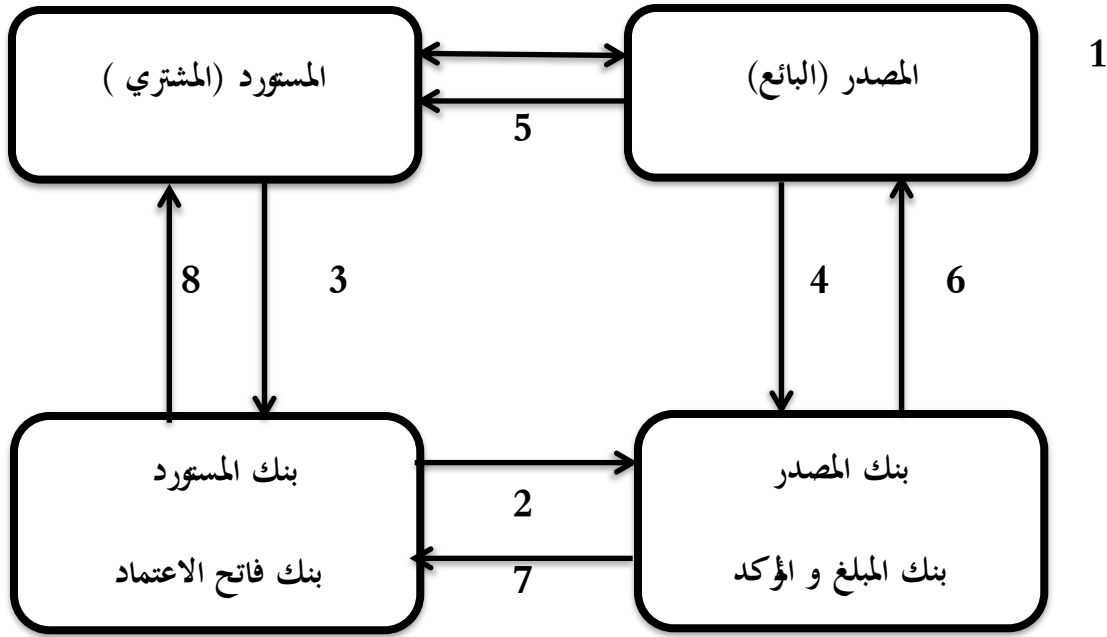 1
المصدر (البائع)
المستورد (المشتري )
5
6
4
3
8
بنك المصدر
بنك المبلغ و المؤكد
2
7
بنك المستورد
بنك فاتح الاعتماد